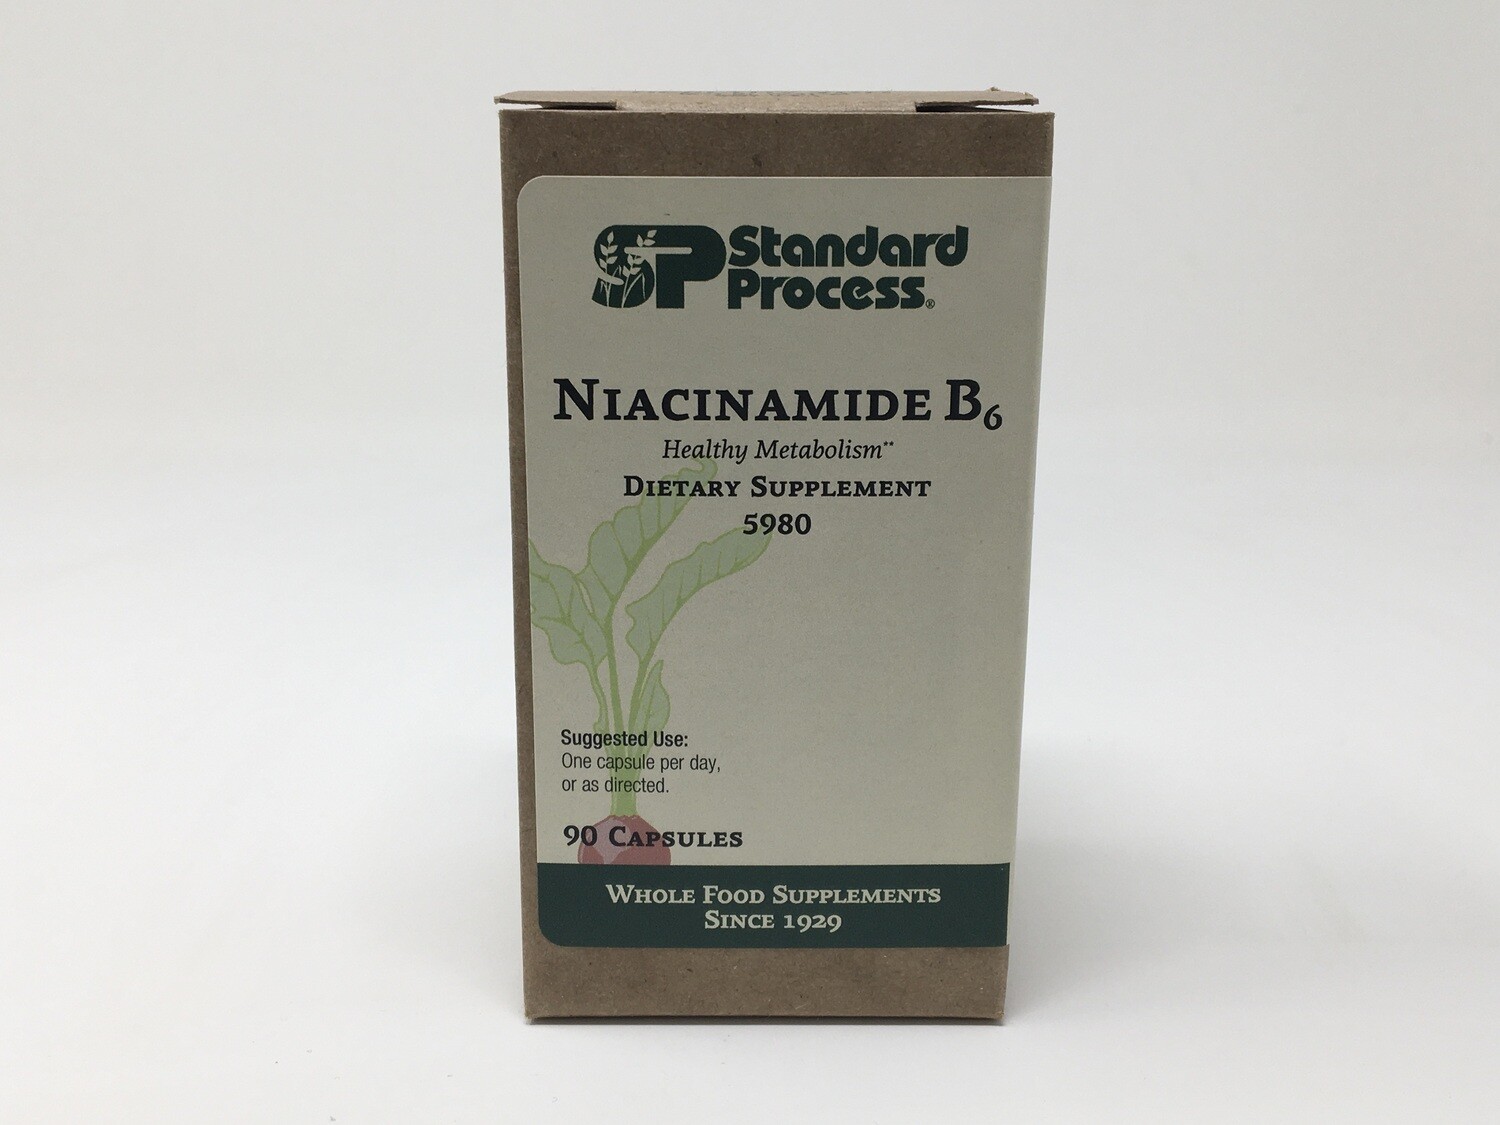 SP Standard
Process®
NIACINAMIDE B6
Healthy Metabolism**
DIETARY SUPPLEMENT
5980
Suggested Use:
One capsule per day,
or as directed.
90 CAPSULES
WHOLE FOOD SUPPLEMENTS
SINCE 1929